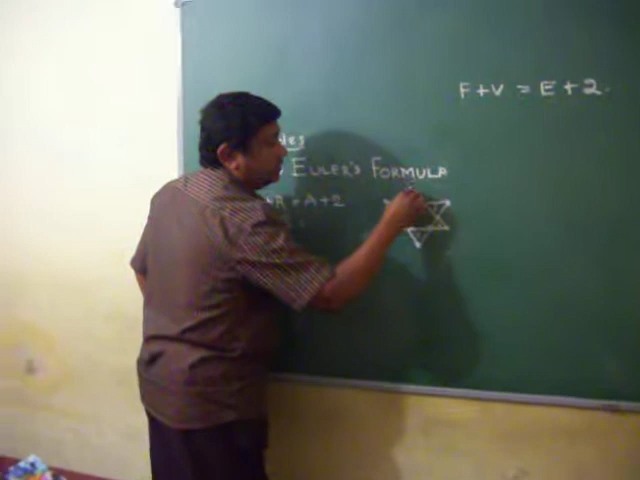 F+V = E+2.
EULER'S FORMULA
+R = A+2